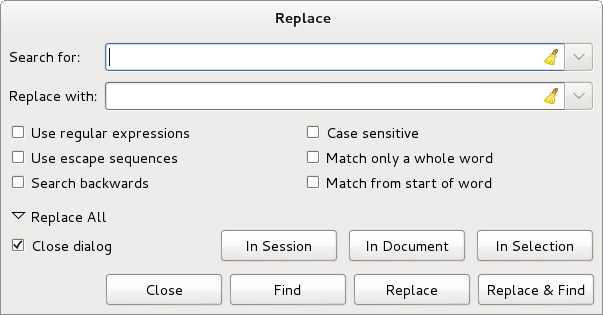 Replace
Search for:
Replace with:
Use regular expressions Case sensitive
Use escape sequences Match only a whole word
Search backwards Match from start of word
Replace All
Close dialog In Session In Document In Selection
Close Find Replace Replace & Find